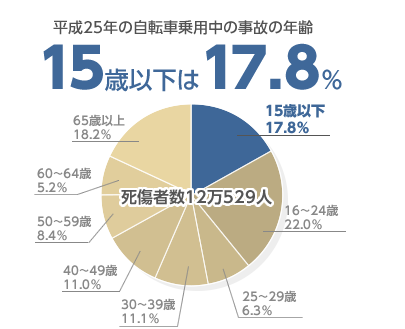 平成25年の自転車乗用中の事故の年齢
15歳以下は17.8%
15歳以下
17.8%
16〜24歳
22.0%
25〜29歳
6.3%
30〜39歳
11.1%
40〜49歳
11.0%
50〜59歳
8.4%
60〜64歳
5.2%
65歳以上
18.2%
死傷者数12万529人